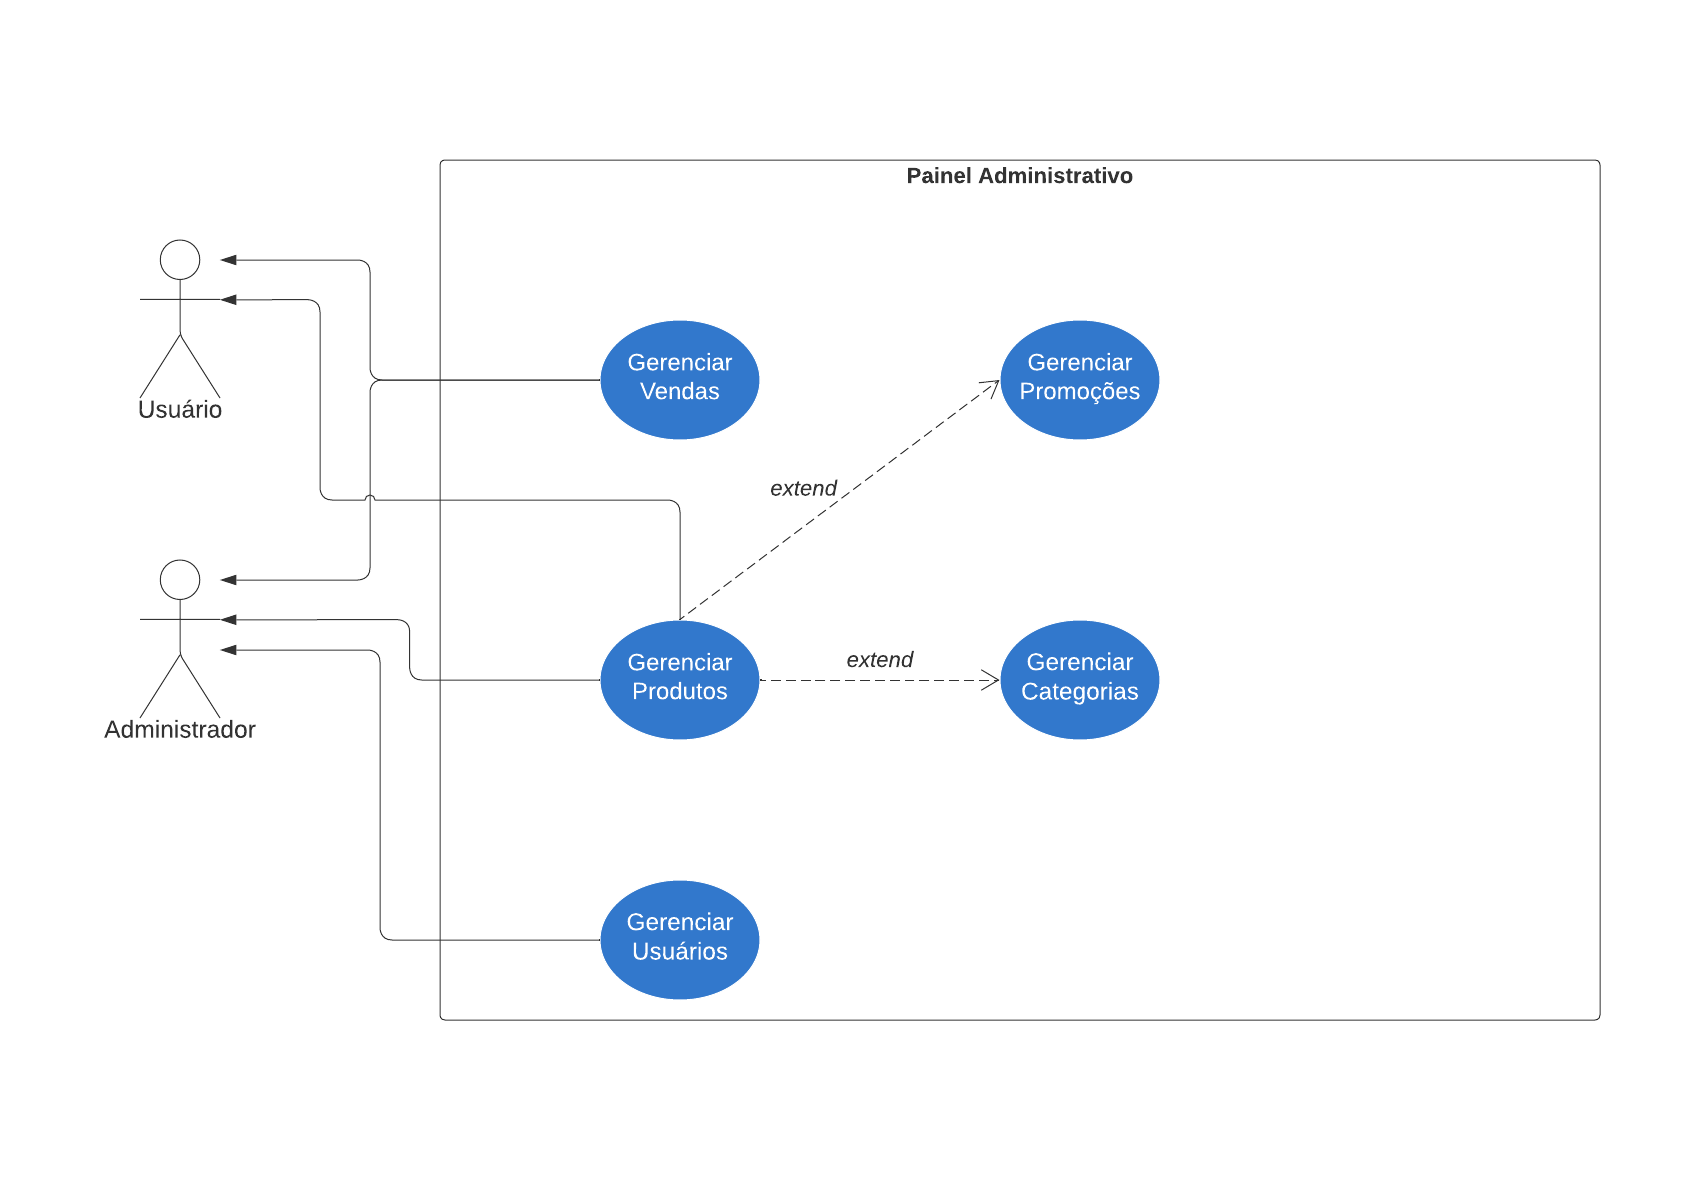 Painel Administrativo
Usuário
Gerenciar
Vendas
Gerenciar
Promoções
extend
Administrador
Gerenciar
Produtos
extend
Gerenciar
Categorias
Gerenciar
Usuários